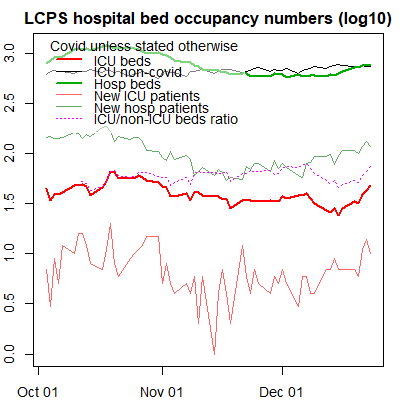 LCPS hospital bed occupancy numbers (log10)
Covid unless stated otherwise
ICU beds
ICU non-covid
Hosp beds
New ICU patients
New hosp patients
ICU/non-ICU beds ratio
3.0
2.5
2.0
1.5
1.0
0.5
0.0
Oct 01 Nov 01 Dec 01